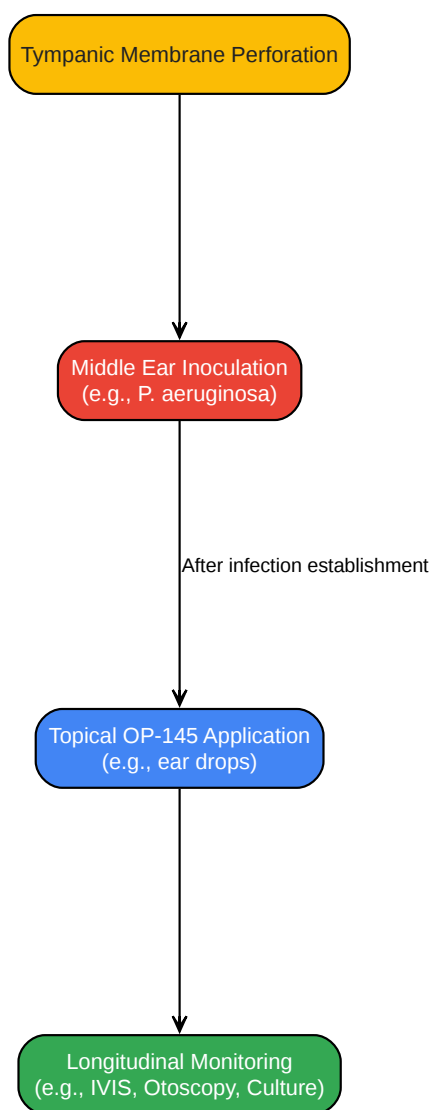 Tympanic Membrane Perforation
Middle Ear Inoculation
(e.g., P. aeruginosa)
After infection establishment
Topical OP-145 Application
(e.g., ear drops)
Longitudinal Monitoring
(e.g., IVIS, Otoscopy, Culture)